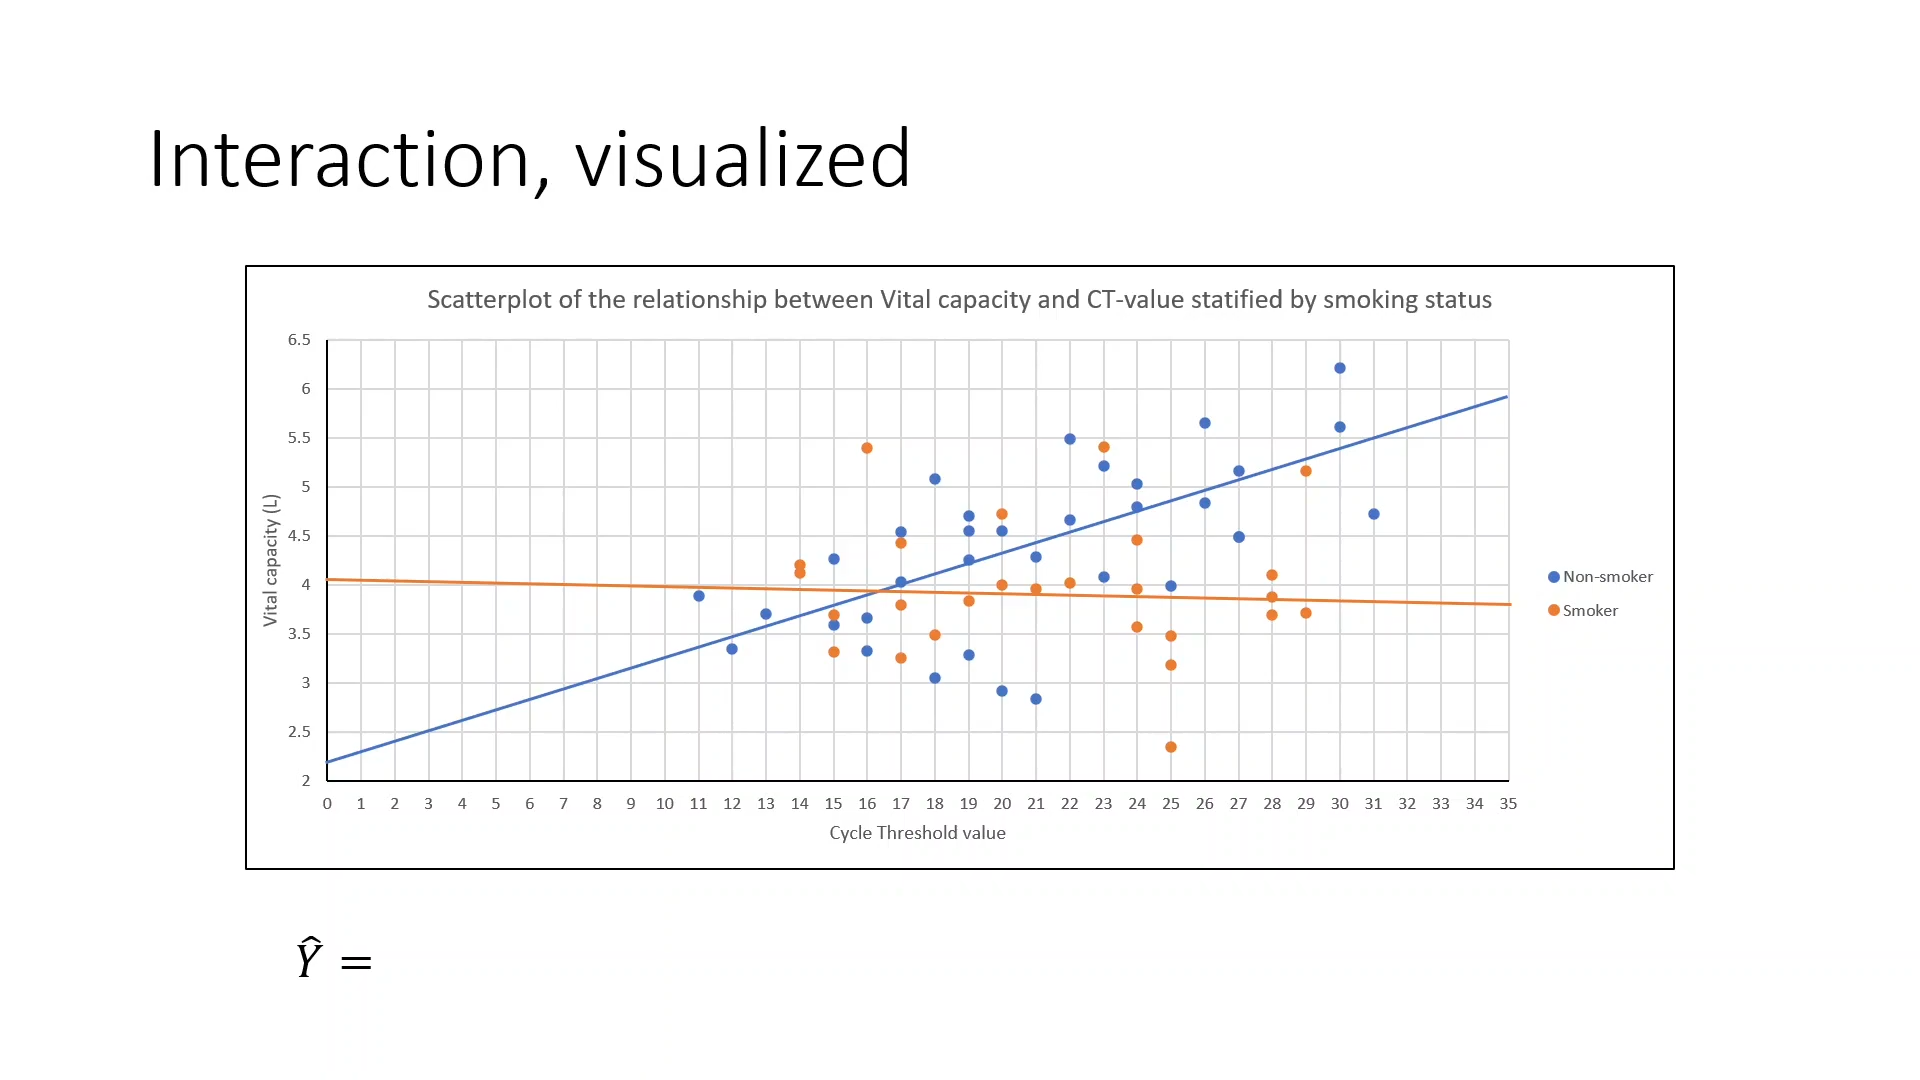 Interaction, visualized
Scatterplot of the relationship between Vital capacity and CT-value statified by smoking status
6.5
6
5.5
5
4.5
4
3.5
3
2.5
2
Vital capacity (L)
0 1 2 3 4 5 6 7 8 9 10 11 12 13 14 15 16 17 18 19 20 21 22 23 24 25 26 27 28 29 30 31 32 33 34 35
Cycle Threshold value
Non-smoker
Smoker
Ŷ =